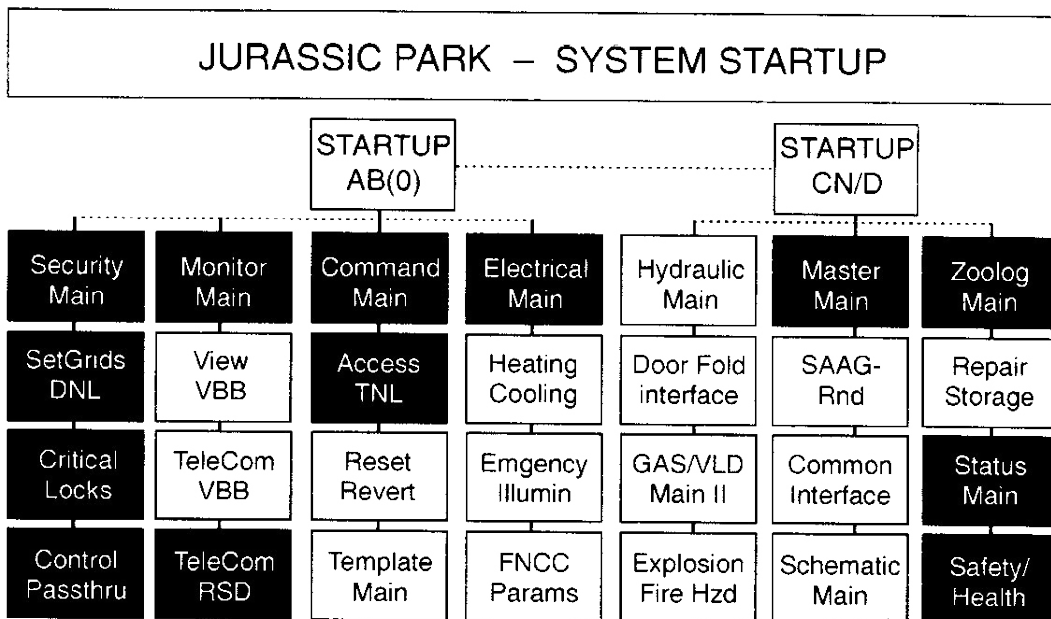 JURASSIC PARK – SYSTEM STARTUP
STARTUP
AB(0)
STARTUP
CN/D
Security
Main
Monitor
Main
Command
Main
Electrical
Main
Hydraulic
Main
Master
Main
Zoolog
Main
SetGrids
DNL
View
VBB
Access
TNL
Heating
Cooling
Door Fold
interface
SAAG-
Rnd
Repair
Storage
Critical
Locks
TeleCom
VBB
Reset
Revert
Emgency
Illumin
GAS/VLD
Main II
Common
Interface
Status
Main
Control
Passthru
TeleCom
RSD
Template
Main
FNCC
Params
Explosion
Fire Hzd
Schematic
Main
Safety/
Health